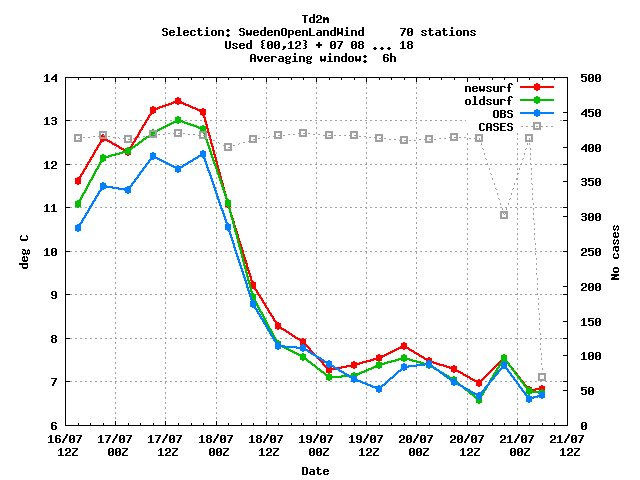 Td2m
Selection: SwedenOpenLandWind     70 stations
Used {00,12} + 07 08 ... 18
Averaging window:  6h
14
13
12
11
10
9
8
7
6
deg C
500
450
400
350
300
250
200
150
100
50
0
No cases
newsurf
oldsurf
OBS
CASES
16/07 17/07 17/07 18/07 18/07 19/07 19/07 20/07 20/07 21/07 21/07
12Z 00Z 12Z 00Z 12Z 00Z 12Z 00Z 12Z 00Z 12Z
Date